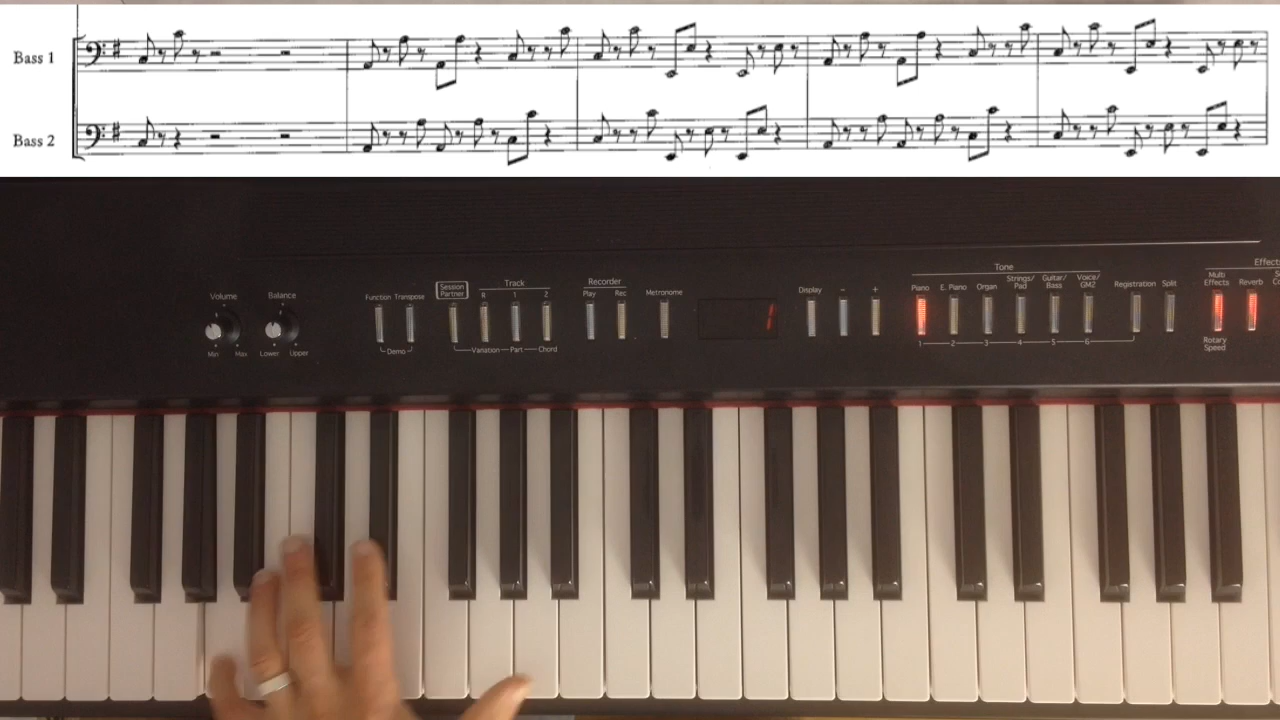 Bass 1
Bass 2
Volume
Balance
Min
Max
Lower
Upper
Function
Transpose
Demo
Session
Partner
Track
R
1
2
Variation
Part
Chord
Recorder
Play
Rec
Metronome
1
Display
-
+
Tone
Piano
E. Piano
Organ
Strings/
Pad
Guitar/
Bass
Voice/
GM2
1
2
3
4
5
6
Registration
Split
Effects
Multi
Effects
Reverb
Rotary
Speed